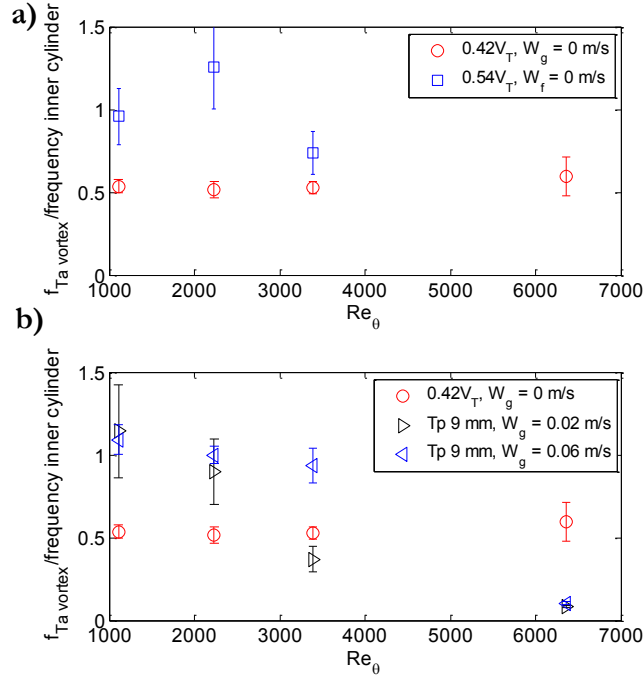 a)
1.5
1
0.5
0
f_Ta vortex/frequency inner cylinder
0.42V_T, W_g = 0 m/s
0.54V_T, W_f = 0 m/s
1000 2000 3000 4000 5000 6000 7000
Re_θ
b)
1.5
1
0.5
0
f_Ta vortex/frequency inner cylinder
0.42V_T, W_g = 0 m/s
Tp 9 mm, W_g = 0.02 m/s
Tp 9 mm, W_g = 0.06 m/s
1000 2000 3000 4000 5000 6000 7000
Re_θ